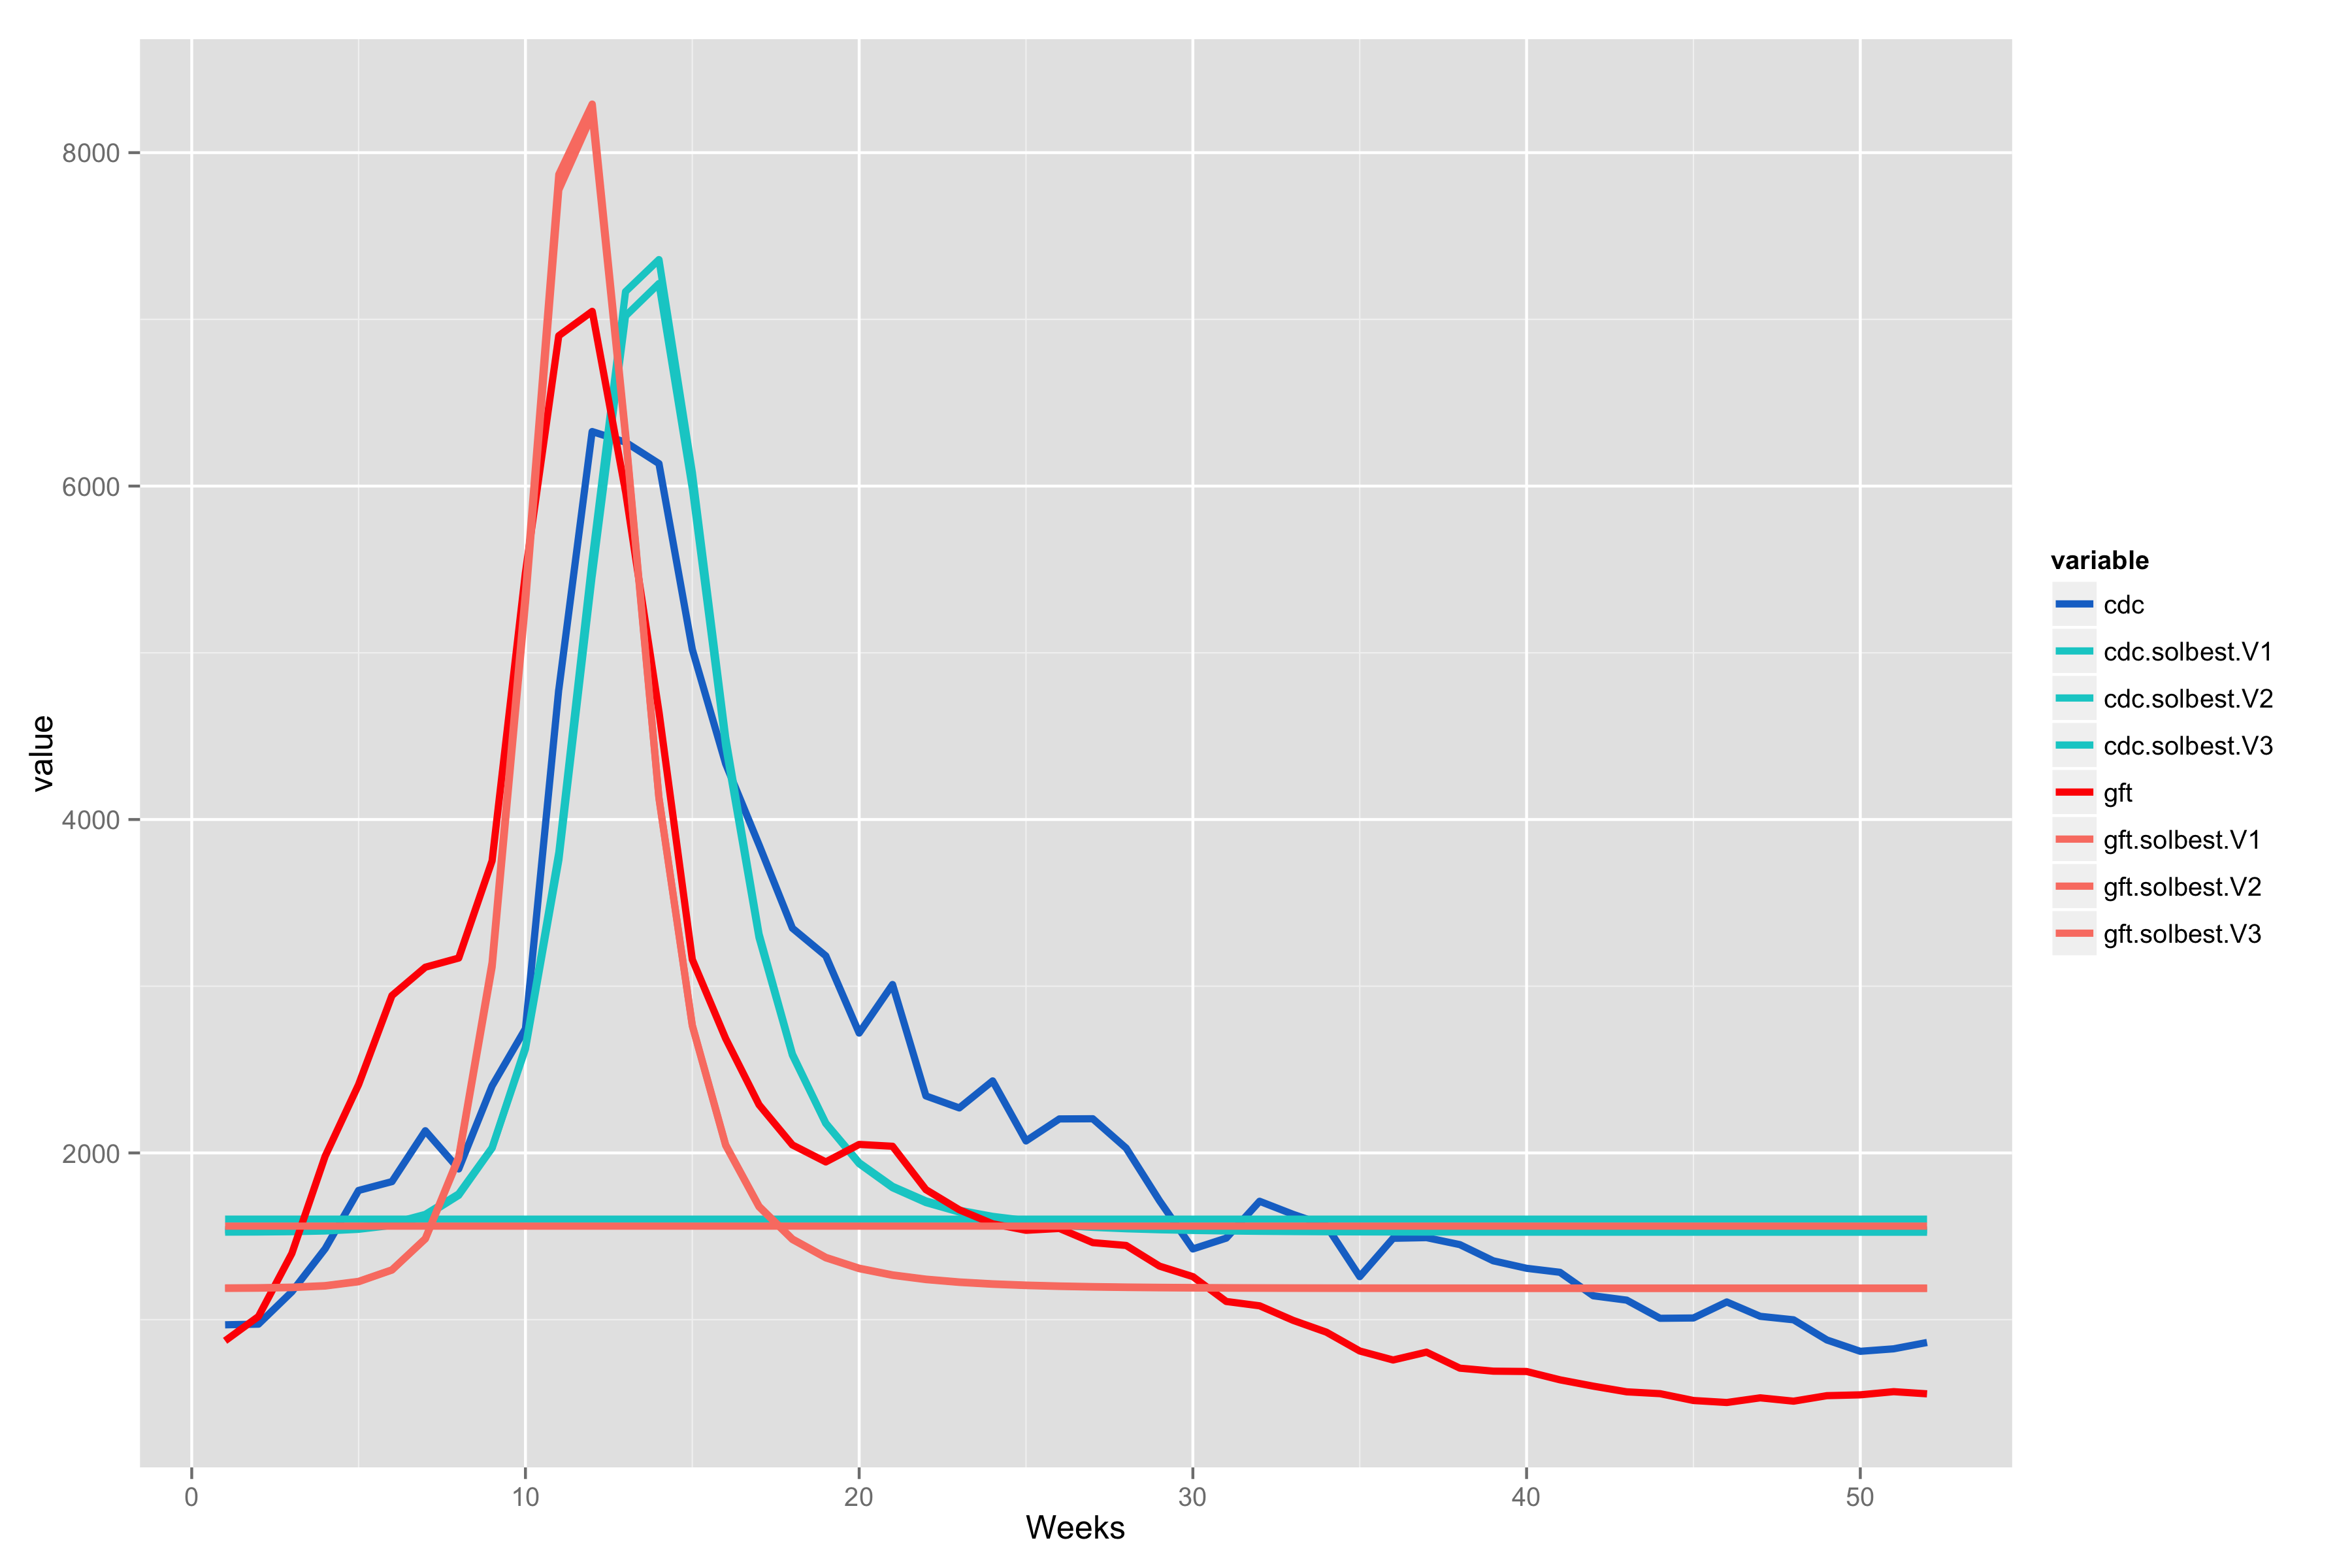 8000
6000
4000
2000
value
0 10 20 30 40 50
Weeks
variable
cdc
cdc.solbest.V1
cdc.solbest.V2
cdc.solbest.V3
gft
gft.solbest.V1
gft.solbest.V2
gft.solbest.V3